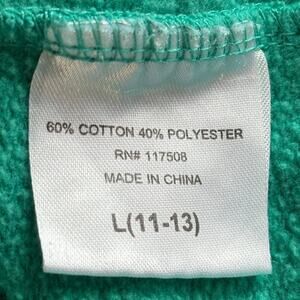 60% COTTON 40% POLYESTER
RN# 117508
MADE IN CHINA
L(11-13)